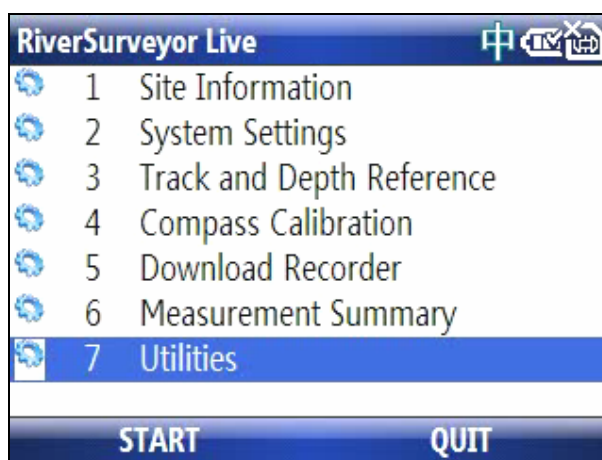 RiverSurveyor Live 中
1 Site Information
2 System Settings
3 Track and Depth Reference
4 Compass Calibration
5 Download Recorder
6 Measurement Summary
7 Utilities
START QUIT